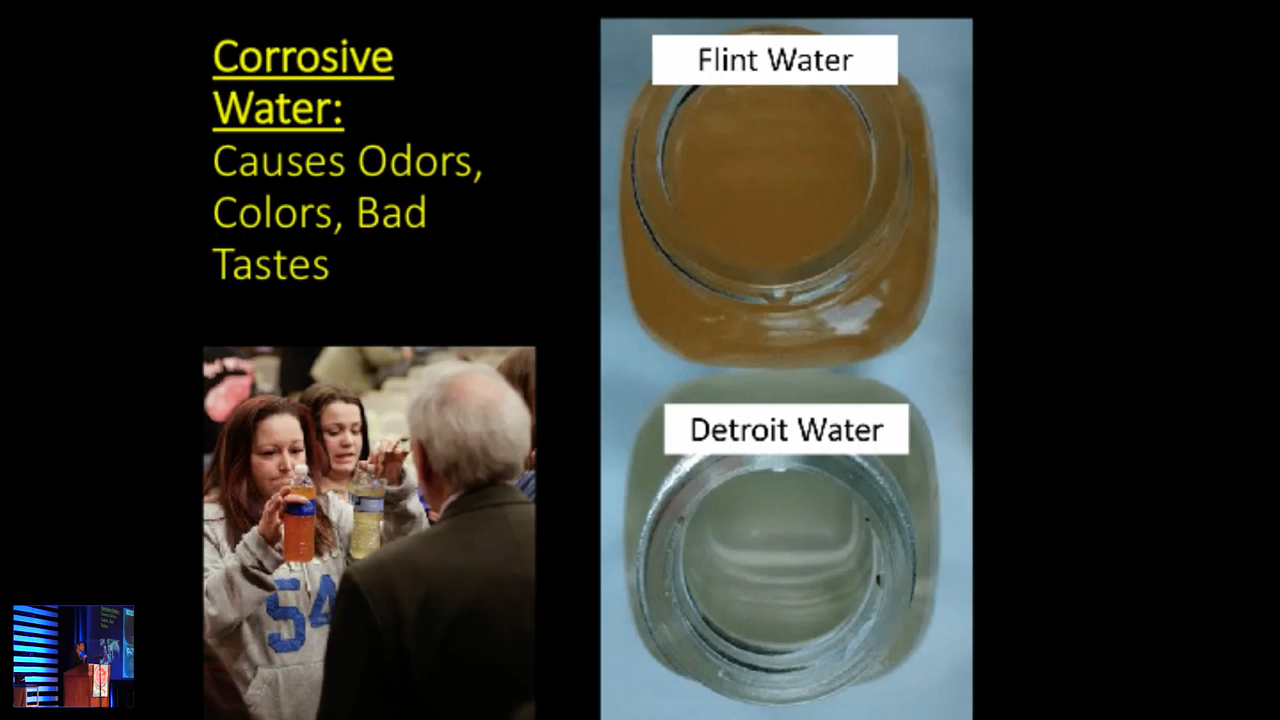 Corrosive
Water:
Causes Odors,
Colors, Bad
Tastes
Flint Water
Detroit Water
54